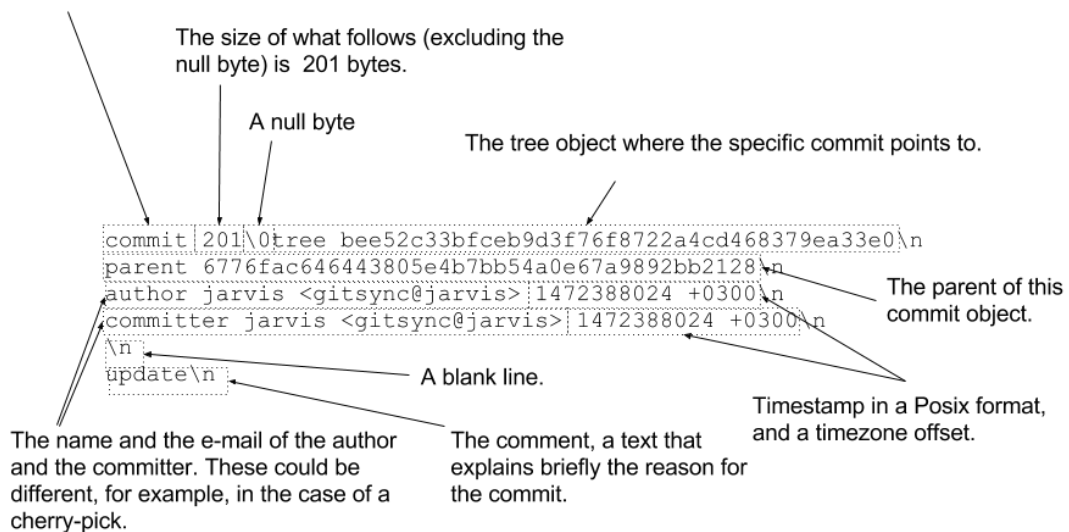 The size of what follows (excluding the
null byte) is 201 bytes.
A null byte
The tree object where the specific commit points to.
commit 201\0tree bee52c33bfceb9d3f76f8722a4cd468379ea33e0\n
parent 6776fac646443805e4b7bb54a0e67a9892bb2128\n
author jarvis <gitsync@jarvis> 1472388024 +0300\n
committer jarvis <gitsync@jarvis> 1472388024 +0300\n
\n
update\n
The parent of this
commit object.
A blank line.
Timestamp in a Posix format,
and a timezone offset.
The name and the e-mail of the author
and the committer. These could be
different, for example, in the case of a
cherry-pick.
The comment, a text that
explains briefly the reason for
the commit.